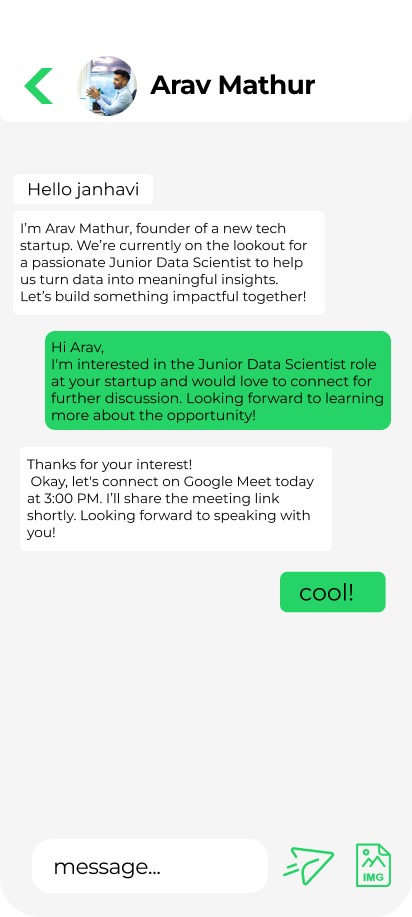 Arav Mathur
Hello janhavi
I’m Arav Mathur, founder of a new tech
startup. We’re currently on the lookout for
a passionate Junior Data Scientist to help
us turn data into meaningful insights.
Let’s build something impactful together!
Hi Arav,
I'm interested in the Junior Data Scientist role
at your startup and would love to connect for
further discussion. Looking forward to learning
more about the opportunity!
Thanks for your interest!
Okay, let's connect on Google Meet today
at 3:00 PM. I’ll share the meeting link
shortly. Looking forward to speaking with
you!
cool!
message...
IMG